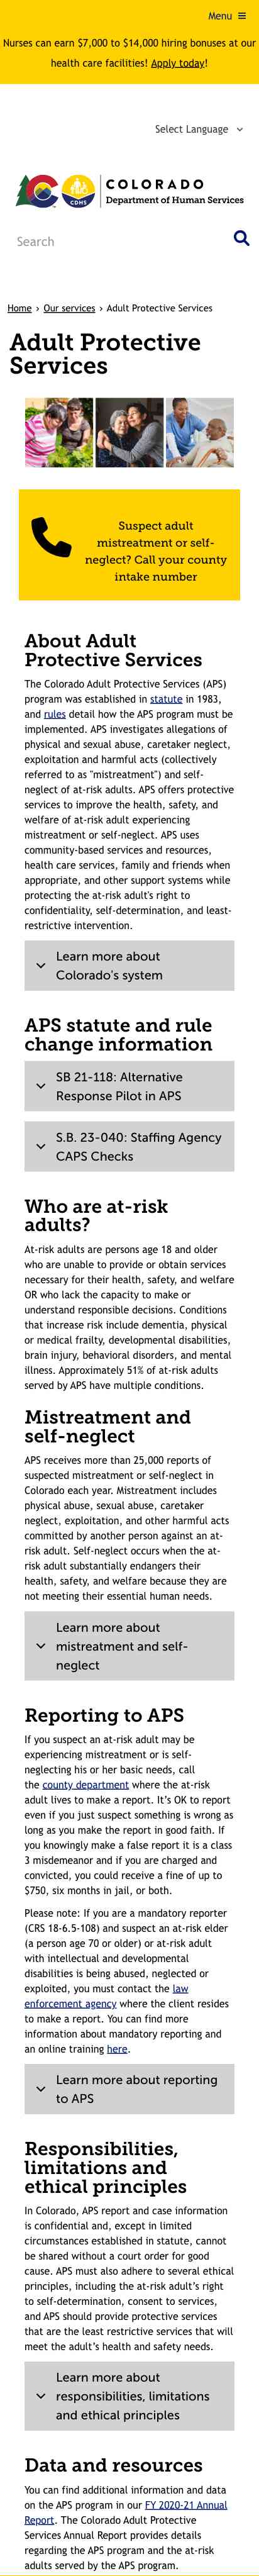 Menu ≡
Nurses can earn $7,000 to $14,000 hiring bonuses at our
health care facilities! Apply today!
Select Language
COLORADO
CDHS
Department of Human Services
Search
Home › Our services › Adult Protective Services
Adult Protective
Services
Suspect adult
mistreatment or self-
neglect? Call your county
intake number
About Adult
Protective Services
The Colorado Adult Protective Services (APS)
program was established in statute in 1983,
and rules detail how the APS program must be
implemented. APS investigates allegations of
physical and sexual abuse, caretaker neglect,
exploitation and harmful acts (collectively
referred to as "mistreatment") and self-
neglect of at-risk adults. APS offers protective
services to improve the health, safety, and
welfare of at-risk adult experiencing
mistreatment or self-neglect. APS uses
community-based services and resources,
health care services, family and friends when
appropriate, and other support systems while
protecting the at-risk adult's right to
confidentiality, self-determination, and least-
restrictive intervention.
Learn more about
Colorado's system
APS statute and rule
change information
SB 21-118: Alternative
Response Pilot in APS
S.B. 23-040: Staffing Agency
CAPS Checks
Who are at-risk
adults?
At-risk adults are persons age 18 and older
who are unable to provide or obtain services
necessary for their health, safety, and welfare
OR who lack the capacity to make or
understand responsible decisions. Conditions
that increase risk include dementia, physical
or medical frailty, developmental disabilities,
brain injury, behavioral disorders, and mental
illness. Approximately 51% of at-risk adults
served by APS have multiple conditions.
Mistreatment and
self-neglect
APS receives more than 25,000 reports of
suspected mistreatment or self-neglect in
Colorado each year. Mistreatment includes
physical abuse, sexual abuse, caretaker
neglect, exploitation, and other harmful acts
committed by another person against an at-
risk adult. Self-neglect occurs when the at-
risk adult substantially endangers their
health, safety, and welfare because they are
not meeting their essential human needs.
Learn more about
mistreatment and self-
neglect
Reporting to APS
If you suspect an at-risk adult may be
experiencing mistreatment or is self-
neglecting his or her basic needs, call
the county department where the at-risk
adult lives to make a report. It's OK to report
even if you just suspect something is wrong as
long as you make the report in good faith. If
you knowingly make a false report it is a class
3 misdemeanor and if you are charged and
convicted, you could receive a fine of up to
$750, six months in jail, or both.
Please note: If you are a mandatory reporter
(CRS 18-6.5-108) and suspect an at-risk elder
(a person age 70 or older) or at-risk adult
with intellectual and developmental
disabilities is being abused, neglected or
exploited, you must contact the law
enforcement agency where the client resides
to make a report. You can find more
information about mandatory reporting and
an online training here.
Learn more about reporting
to APS
Responsibilities,
limitations and
ethical principles
In Colorado, APS report and case information
is confidential and, except in limited
circumstances established in statute, cannot
be shared without a court order for good
cause. APS must also adhere to several ethical
principles, including the at-risk adult's right
to self-determination, consent to services,
and APS should provide protective services
that are the least restrictive services that will
meet the adult's health and safety needs.
Learn more about
responsibilities, limitations
and ethical principles
Data and resources
You can find additional information and data
on the APS program in our FY 2020-21 Annual
Report. The Colorado Adult Protective
Services Annual Report provides details
regarding the APS program and the at-risk
adults served by the APS program.